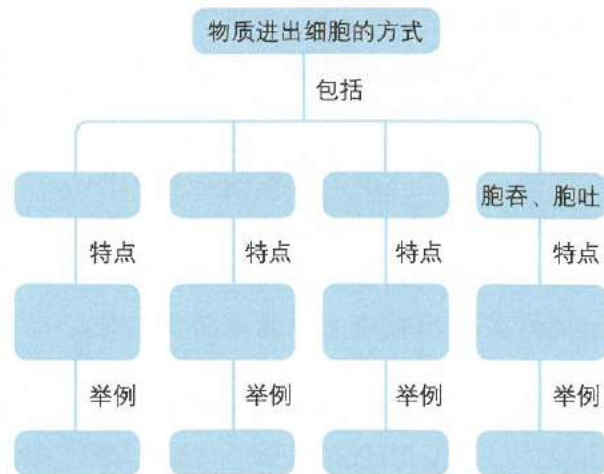 物质进出细胞的方式
包括
胞吞、胞吐
特点 特点 特点 特点
举例 举例 举例 举例